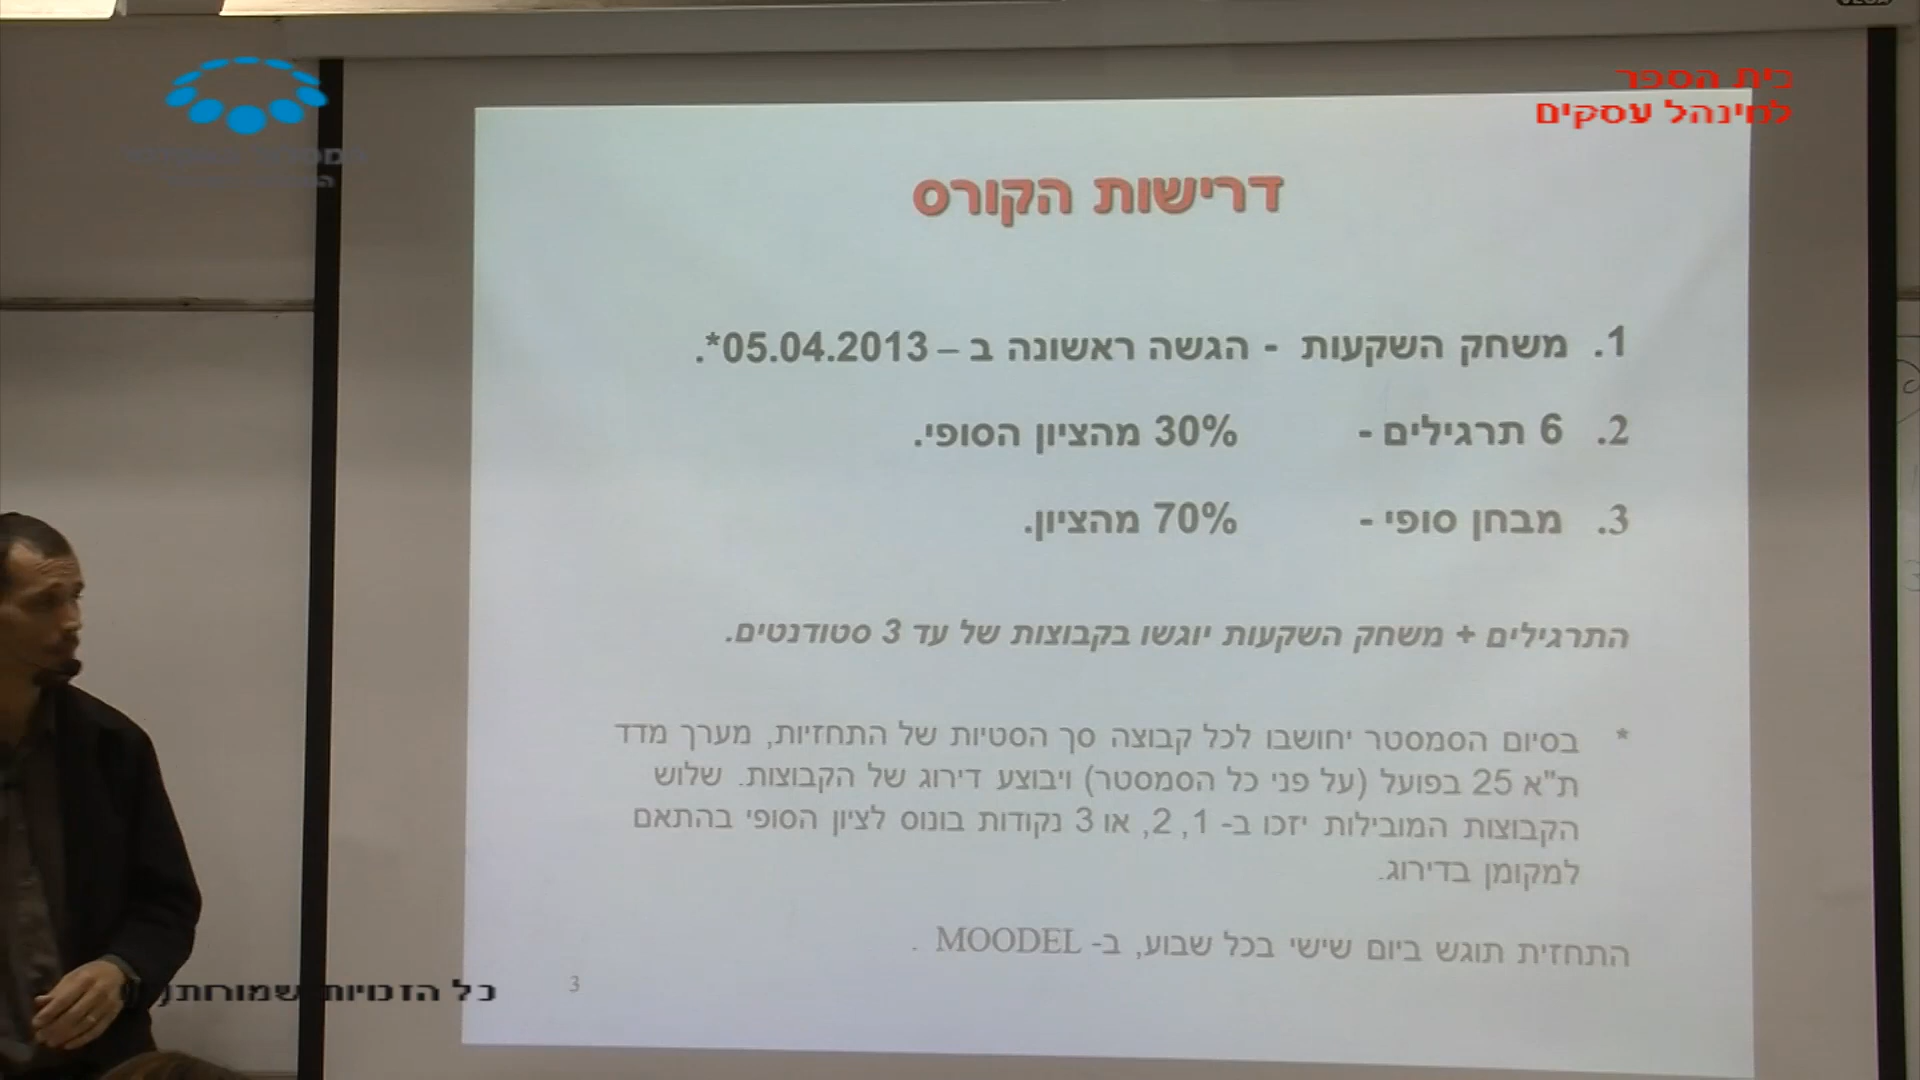 בית הספר
למינהל עסקים
דרישות הקורס
1. משחק השקעות - הגשה ראשונה ב – 05.04.2013*.
2. 6 תרגילים - 30% מהציון הסופי.
3. מבחן סופי - 70% מהציון.
התרגילים + משחק השקעות יוגשו בקבוצות של עד 3 סטודנטים.
* בסיום הסמסטר יחושבו לכל קבוצה סך הסטיות של התחזיות, מערך מדד
ת"א 25 בפועל (על פני כל הסמסטר) ויבוצע דירוג של הקבוצות. שלוש
הקבוצות המובילות יזכו ב- 1, 2, או 3 נקודות בונוס לציון הסופי בהתאם
למקומן בדירוג.
התחזית תוגש ביום שישי בכל שבוע, ב- MOODEL .
3
כל הזכויות שמורות